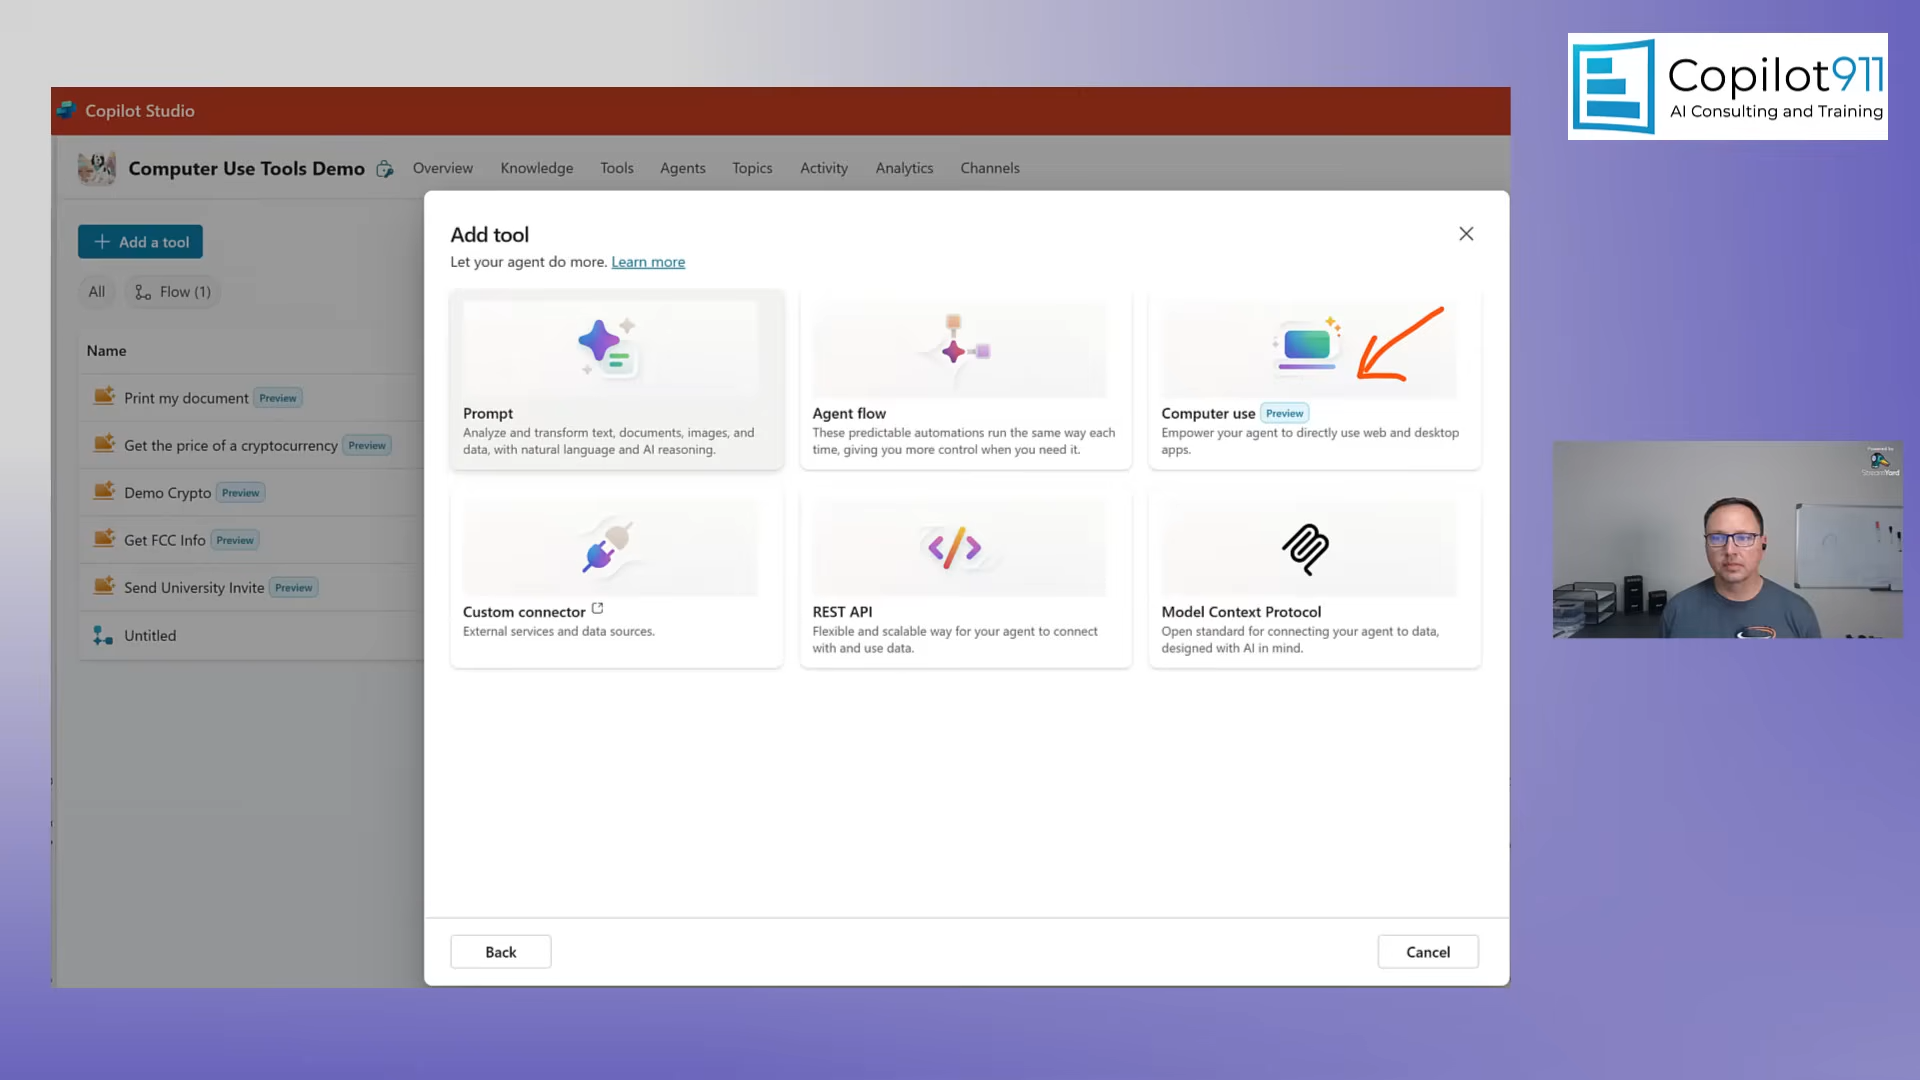 Copilot911
AI Consulting and Training
Copilot Studio
Computer Use Tools Demo
Overview
Knowledge
Tools
Agents
Topics
Activity
Analytics
Channels
Add a tool
All
Flow (1)
Name
Print my document Preview
Get the price of a cryptocurrency Preview
Demo Crypto Preview
Get FCC Info Preview
Send University Invite Preview
Untitled
Add tool
Let your agent do more. Learn more
Prompt
Analyze and transform text, documents, images, and
data, with natural language and AI reasoning.
Agent flow
These predictable automations run the same way each
time, giving you more control when you need it.
Computer use Preview
Empower your agent to directly use web and desktop
apps.
Custom connector
External services and data sources.
REST API
Flexible and scalable way for your agent to connect
with and use data.
Model Context Protocol
Open standard for connecting your agent to data,
designed with AI in mind.
Back
Cancel
Powered by
StreamYard